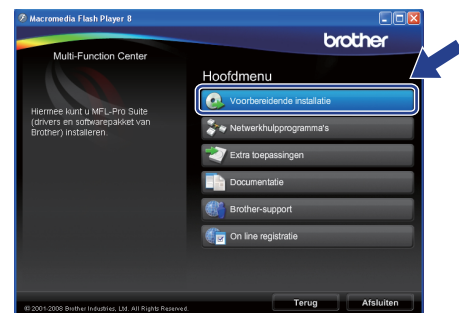 Macromedia Flash Player 8
brother
Multi-Function Center
Hoofdmenu
Hiermee kunt u MFL-Pro Suite
(drivers en softwarepakket van
Brother) installeren.
Voorbereidende installatie
Netwerkhulpprogramma's
Extra toepassingen
Documentatie
Brother-support
On line registratie
© 2001-2008 Brother Industries, Ltd. All Rights Reserved.
Terug
Afsluiten